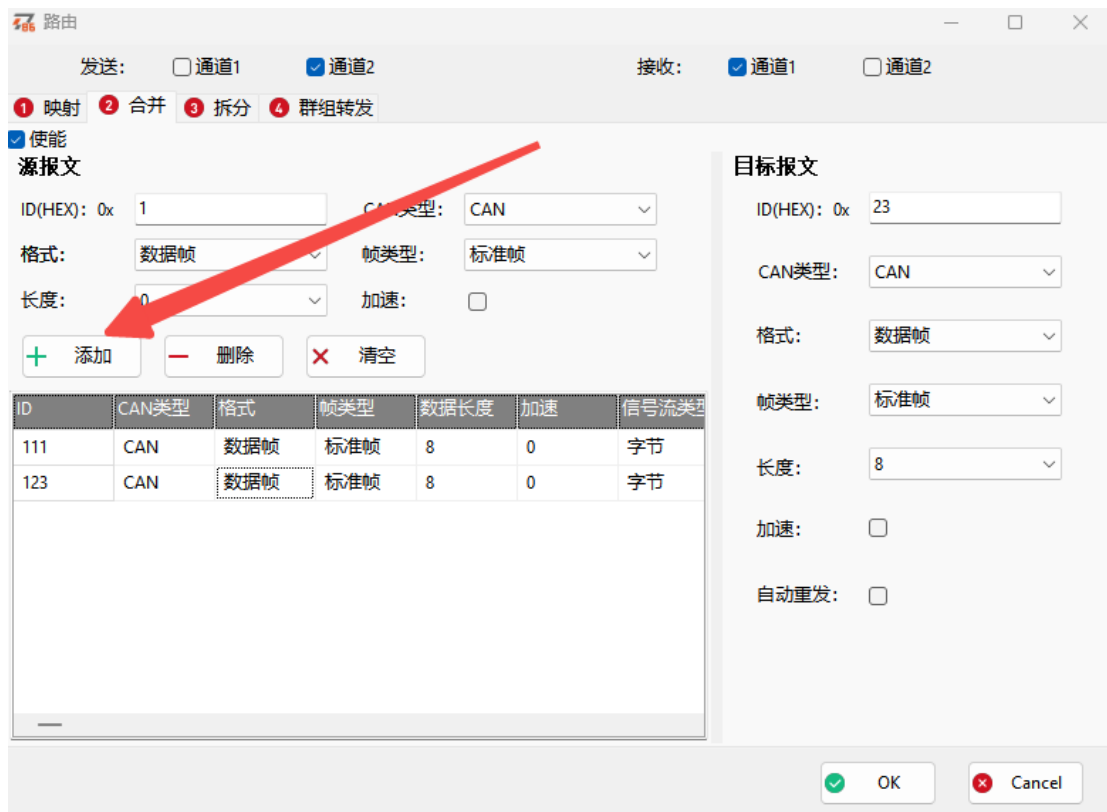 路由
发送： 通道1 通道2 接收： 通道1 通道2
1 映射 2 合并 3 拆分 4 群组转发
使能
源报文 目标报文
ID(HEX)：0x 1 CAN类型： CAN ID(HEX)：0x 23
格式： 数据帧 帧类型： 标准帧 CAN类型： CAN
长度： 0 加速： 格式： 数据帧
添加 删除 清空
ID CAN类型 格式 帧类型 数据长度 加速 信号流类型 帧类型： 标准帧
111 CAN 数据帧 标准帧 8 0 字节
123 CAN 数据帧 标准帧 8 0 字节 长度： 8
加速：
自动重发：
OK Cancel